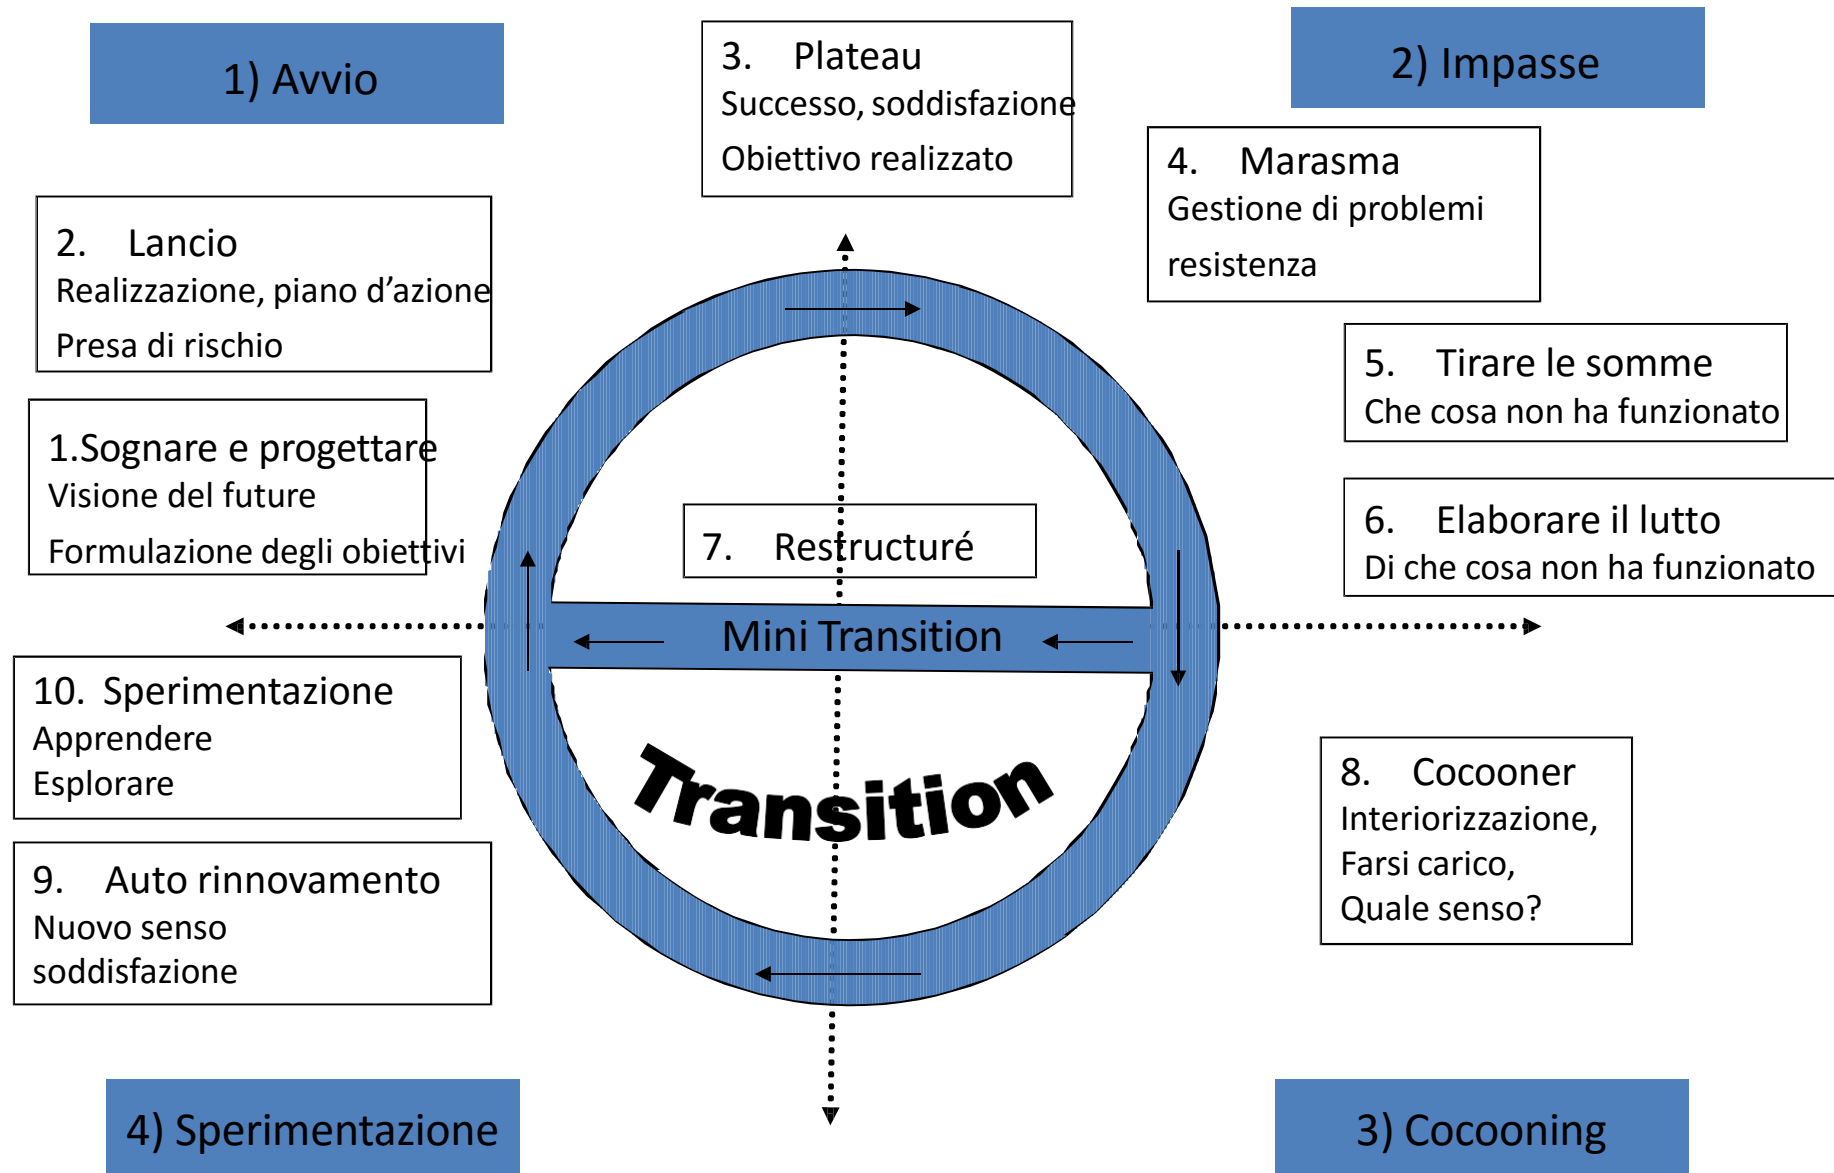 1) Avvio
3. Plateau
Successo, soddisfazione
Obiettivo realizzato
2) Impasse
4. Marasma
Gestione di problemi
resistenza
2. Lancio
Realizzazione, piano d’azione
Presa di rischio
5. Tirare le somme
Che cosa non ha funzionato
1.Sognare e progettare
Visione del future
Formulazione degli obiettivi
6. Elaborare il lutto
Di che cosa non ha funzionato
7. Restructuré
Mini Transition
10. Sperimentazione
Apprendere
Esplorare
Transition
8. Cocooner
Interiorizzazione,
Farsi carico,
Quale senso?
9. Auto rinnovamento
Nuovo senso
soddisfazione
4) Sperimentazione
3) Cocooning